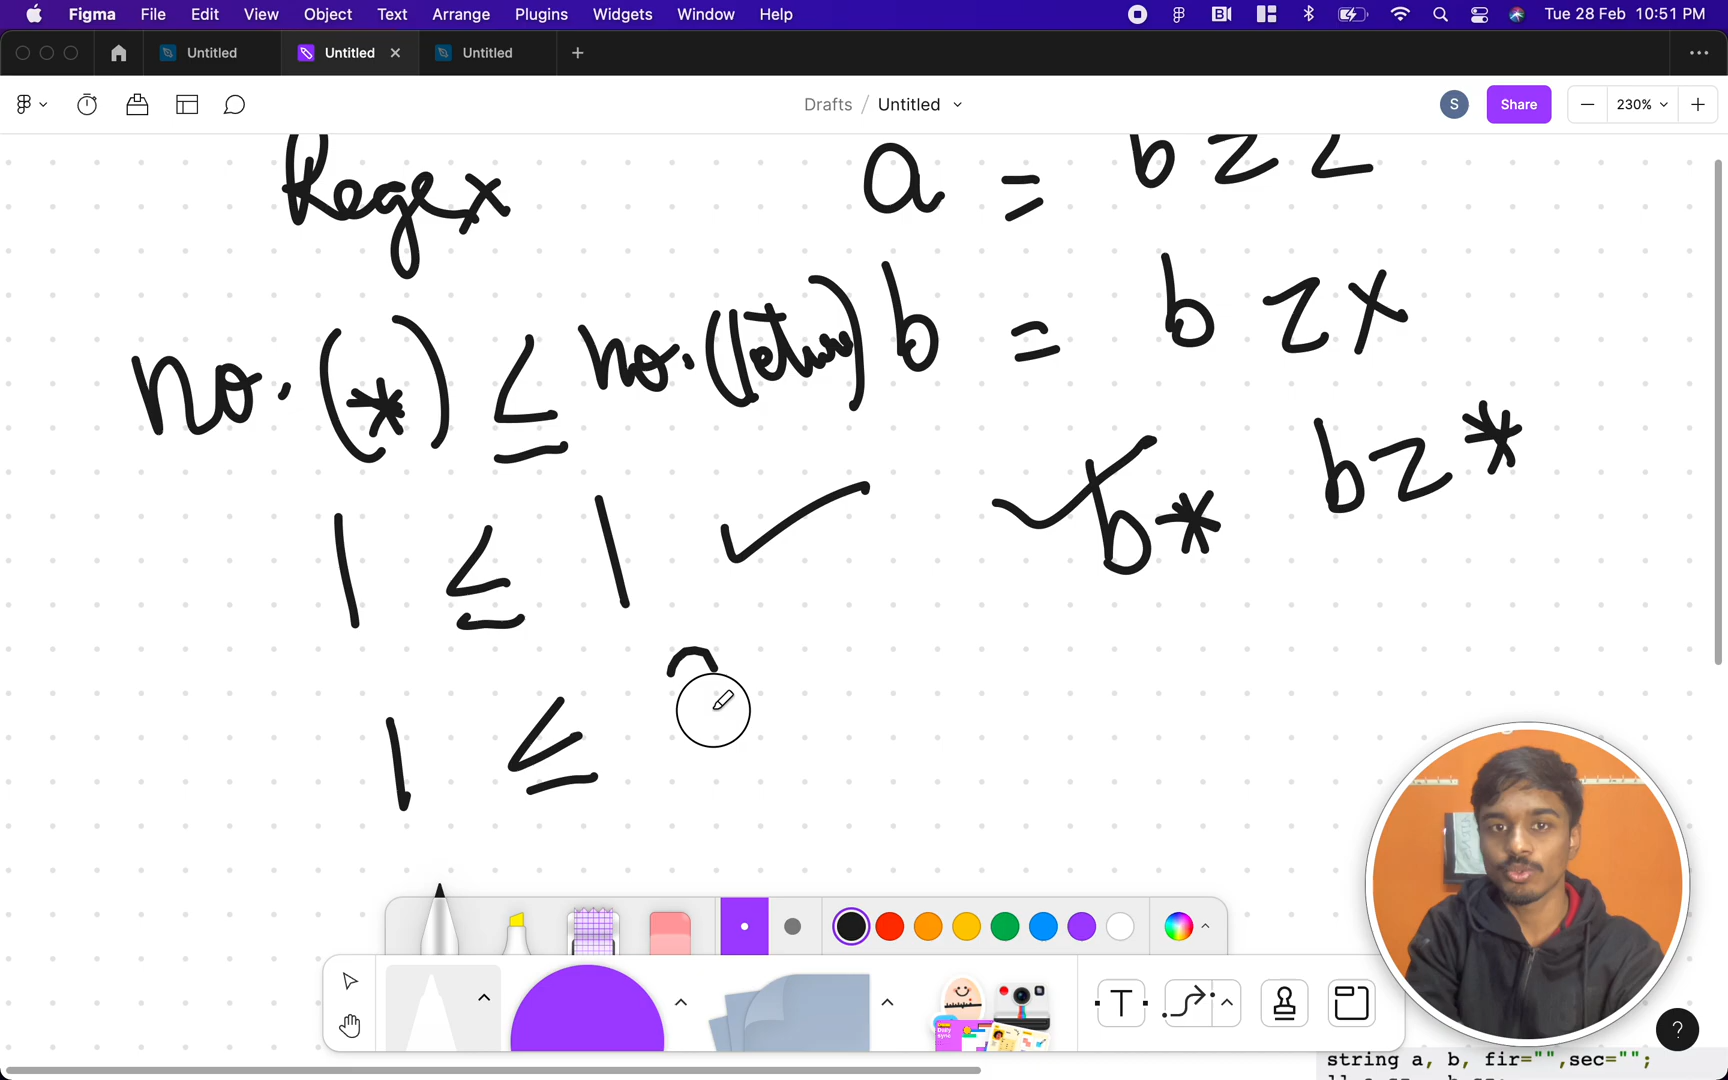 Figma File Edit View Object Text Arrange Plugins Widgets Window Help Tue 28 Feb 10:51 PM
Untitled Untitled Untitled
Drafts / Untitled S Share 230%
Regex a = bzz
no. (*) ≤ no. (letters) b = bzx
1 ≤ 1 ✓ b* bz*
1 ≤
T
?
string a, b, fir="",sec="";